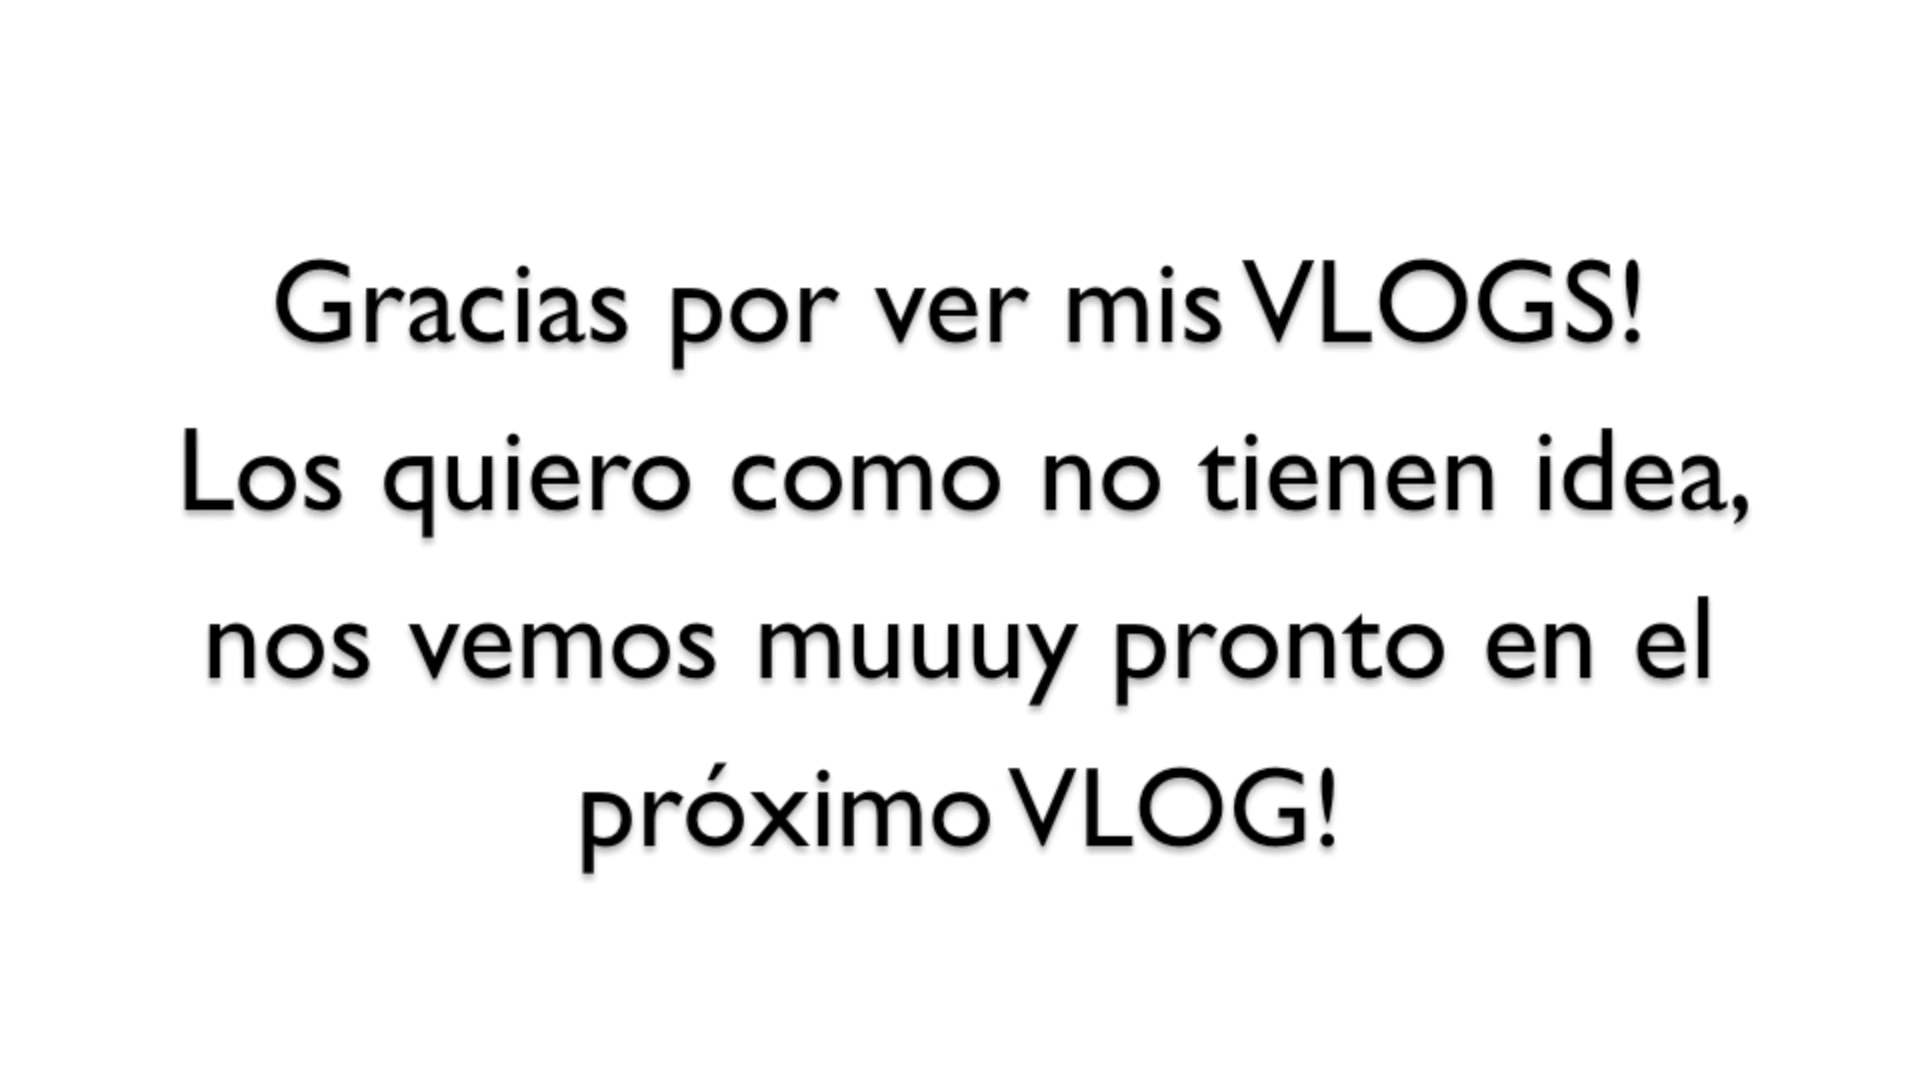 Gracias por ver mis VLOGS!
Los quiero como no tienen idea,
nos vemos muuuy pronto en el
próximo VLOG!